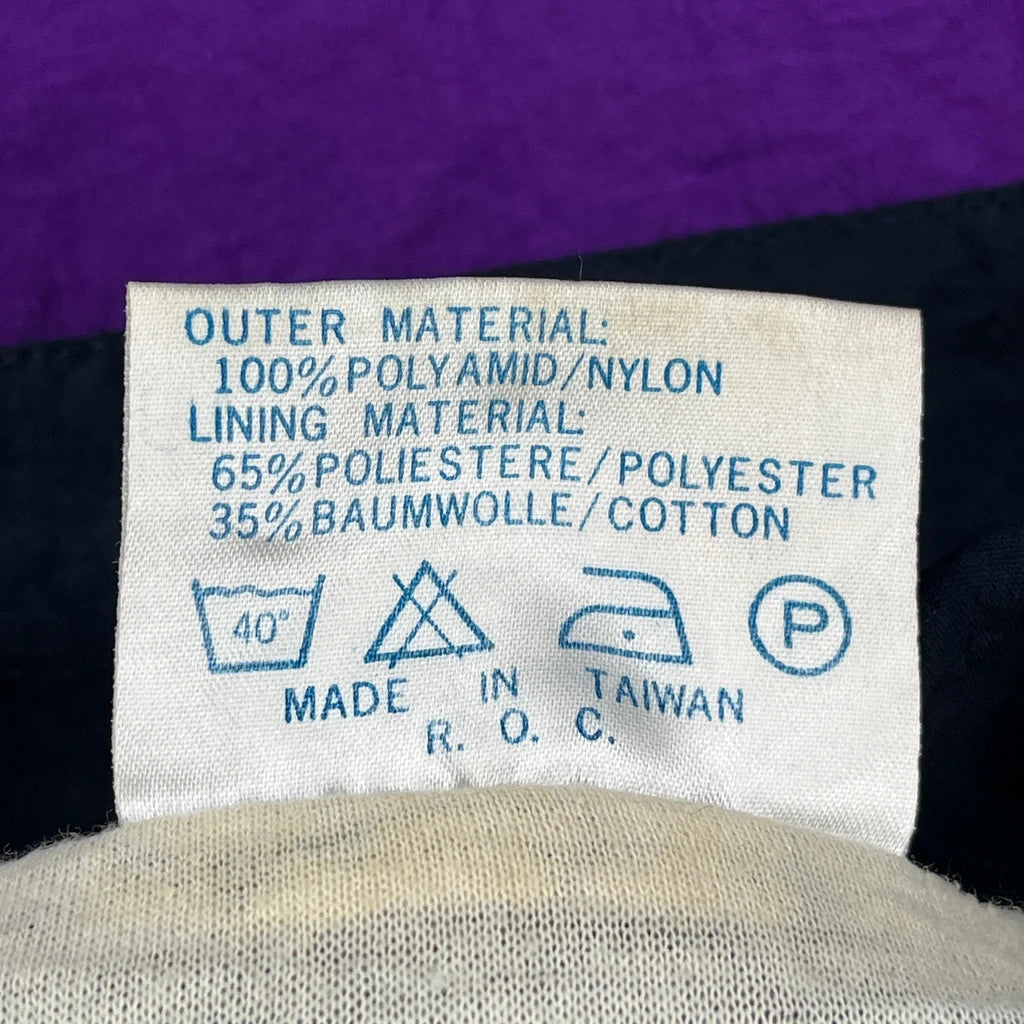 OUTER MATERIAL:
100% POLYAMID/NYLON
LINING MATERIAL:
65% POLIESTERE/POLYESTER
35% BAUMWOLLE/COTTON
40°
P
MADE IN TAIWAN
R. O. C.